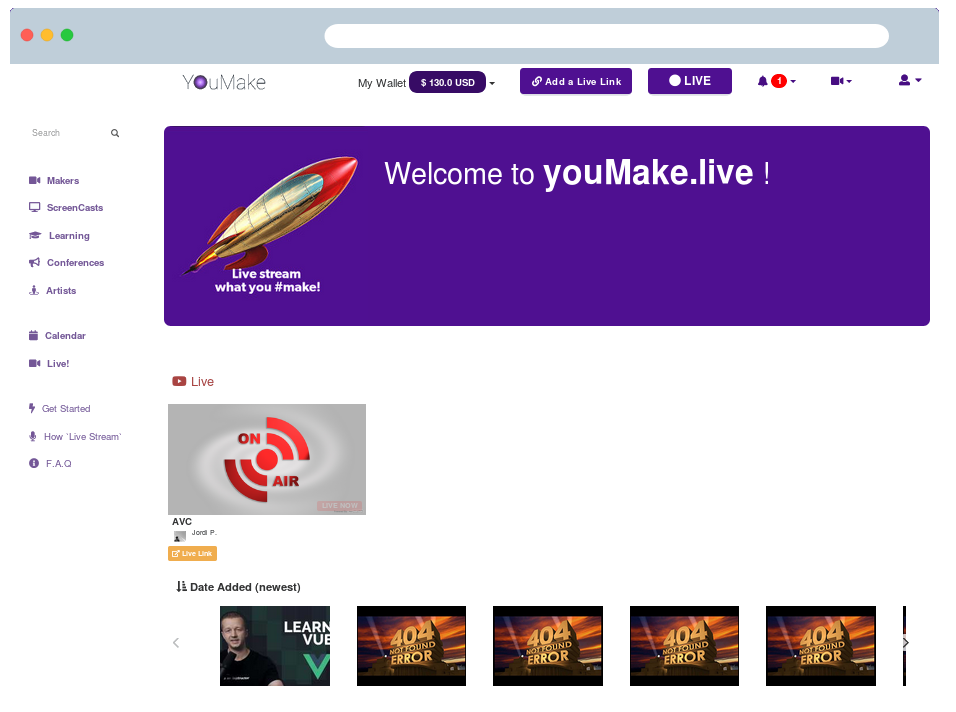 YouMake
My Wallet $ 130.0 USD
Add a Live Link
LIVE
1
Search
Makers
ScreenCasts
Learning
Conferences
Artists
Calendar
Live!
Get Started
How `Live Stream`
F.A.Q
Welcome to youMake.live !
Live stream
what you #make!
Live
ON
AIR
LIVE NOW
AVC
Jordi P.
Live Link
Date Added (newest)
LEARN
VUE
404
NOT FOUND
ERROR
404
NOT FOUND
ERROR
404
NOT FOUND
ERROR
404
NOT FOUND
ERROR